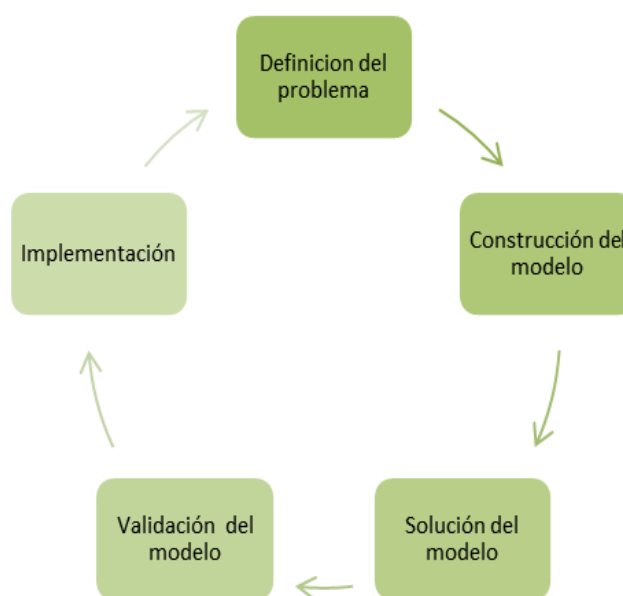 Definicion del
problema
Construcción del
modelo
Solución del
modelo
Validación del
modelo
Implementación